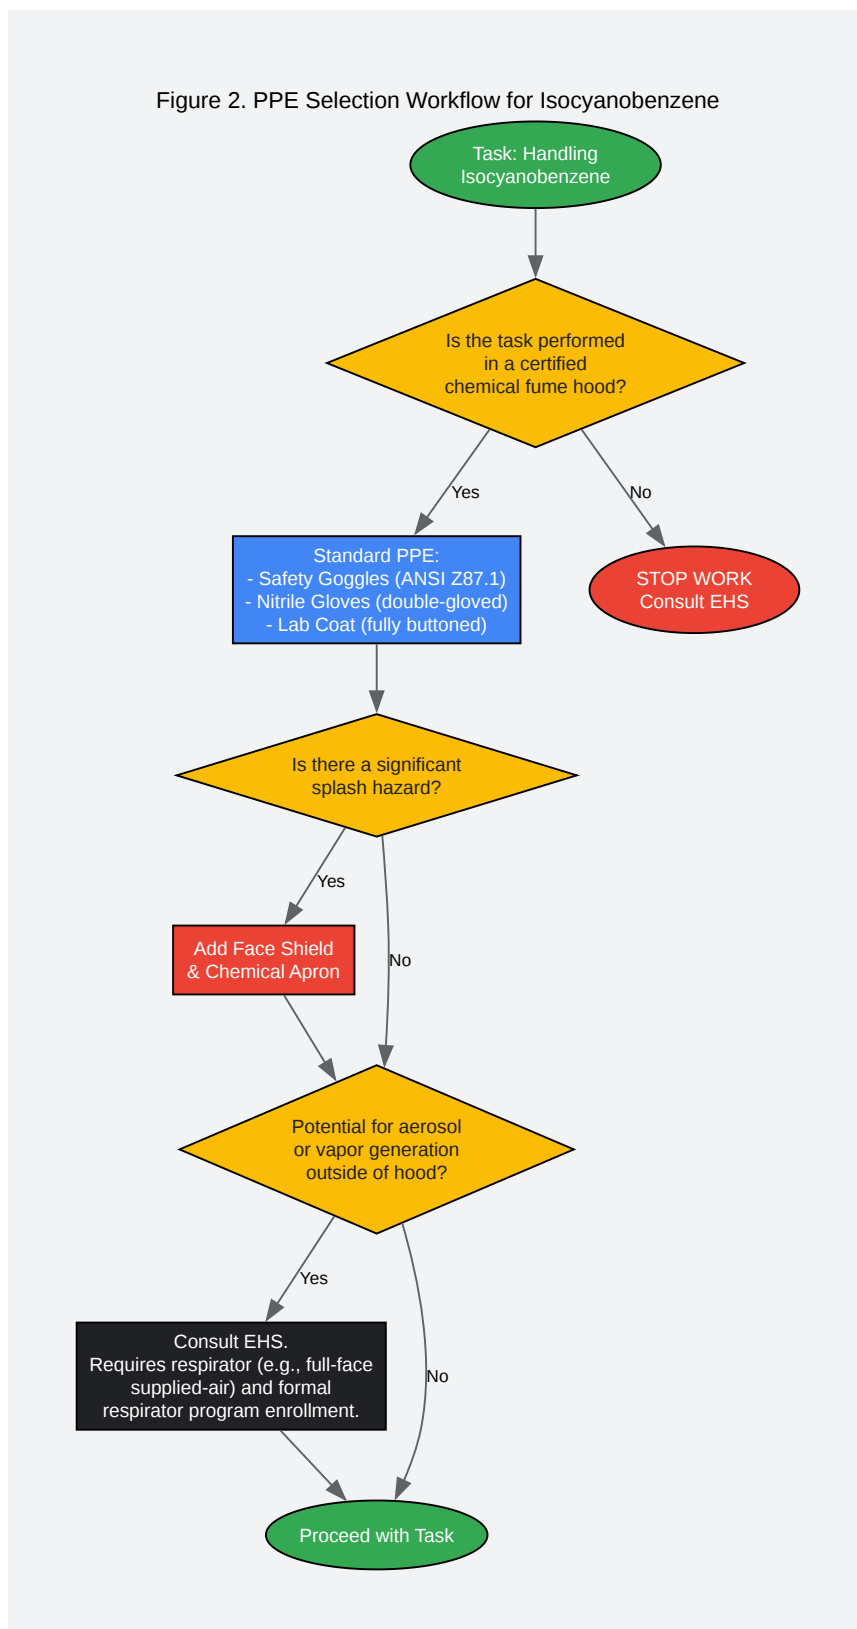 Figure 2. PPE Selection Workflow for Isocyanobenzene
Task: Handling
Isocyanobenzene
Is the task performed
in a certified
chemical fume hood?
Yes
No
Standard PPE:
- Safety Goggles (ANSI Z87.1)
- Nitrile Gloves (double-gloved)
- Lab Coat (fully buttoned)
STOP WORK
Consult EHS
Is there a significant
splash hazard?
Yes
Add Face Shield
& Chemical Apron
No
Potential for aerosol
or vapor generation
outside of hood?
Yes
Consult EHS.
Requires respirator (e.g., full-face
supplied-air) and formal
respirator program enrollment.
No
Proceed with Task